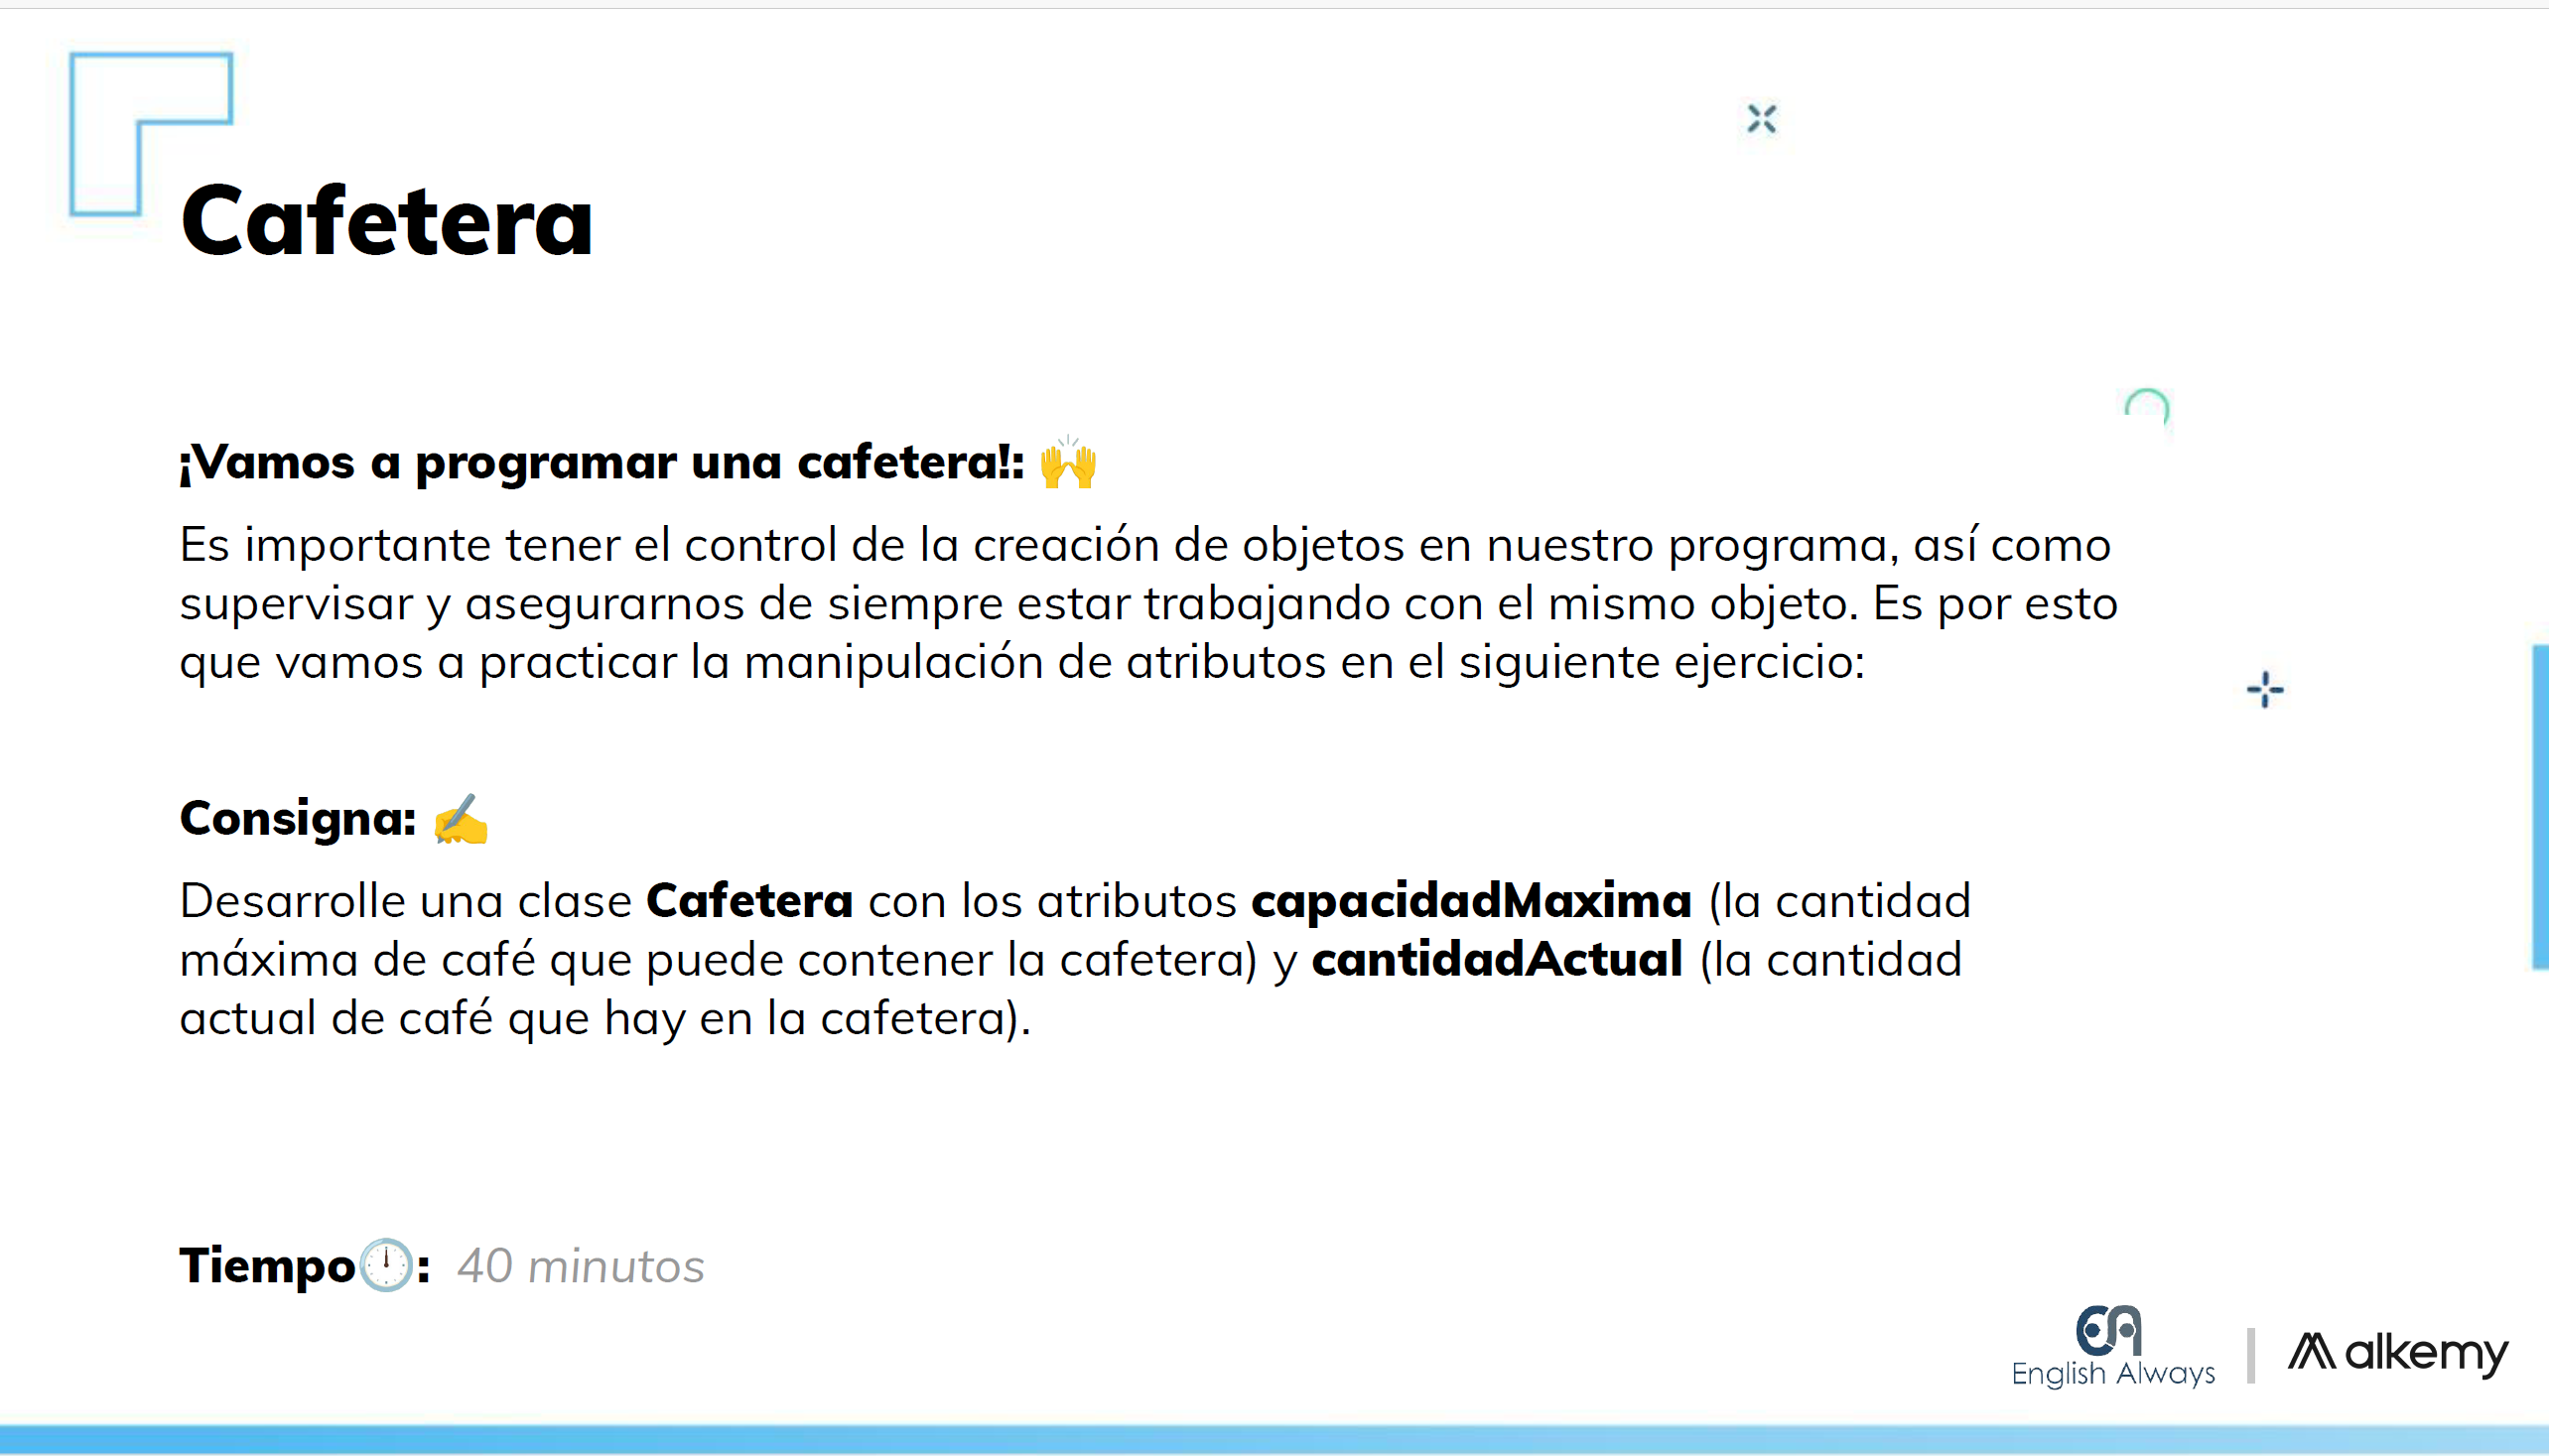 Cafetera
¡Vamos a programar una cafetera!: 🙌
Es importante tener el control de la creación de objetos en nuestro programa, así como
supervisar y asegurarnos de siempre estar trabajando con el mismo objeto. Es por esto
que vamos a practicar la manipulación de atributos en el siguiente ejercicio:
Consigna: ✍
Desarrolle una clase Cafetera con los atributos capacidadMaxima (la cantidad
máxima de café que puede contener la cafetera) y cantidadActual (la cantidad
actual de café que hay en la cafetera).
Tiempo🕛: 40 minutos
English Always
alkemy